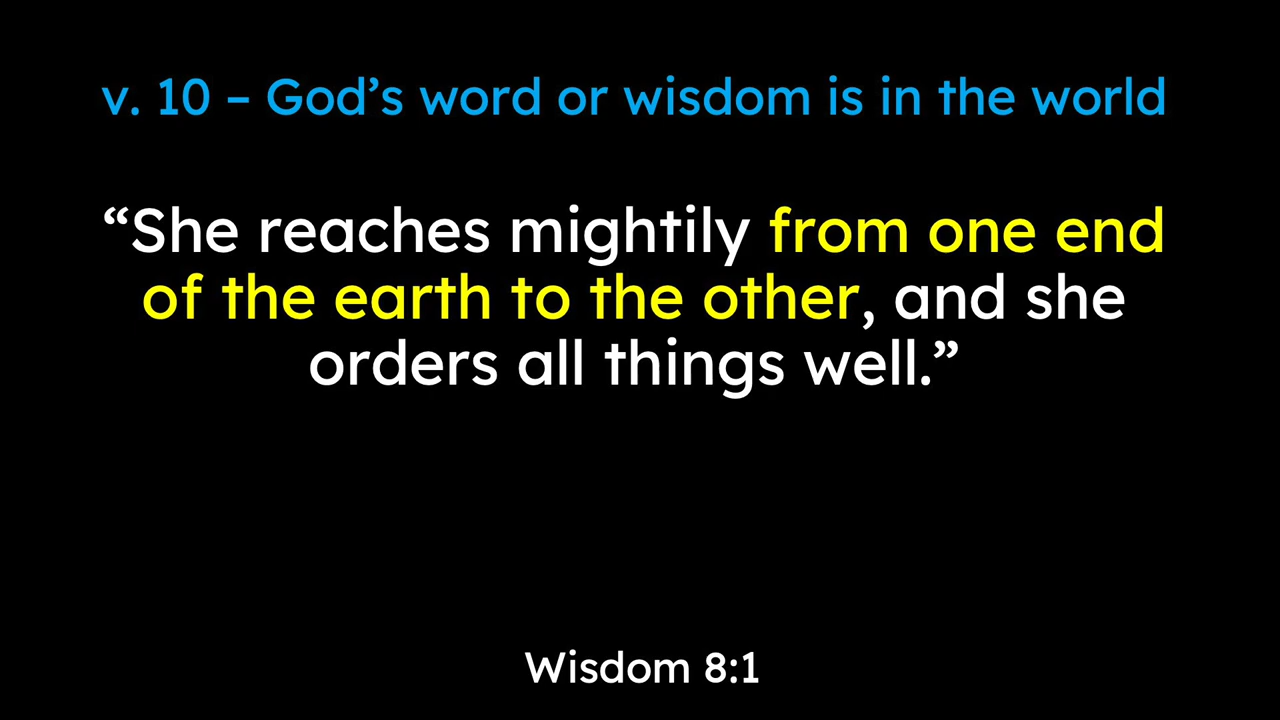 v. 10 – God’s word or wisdom is in the world
“She reaches mightily from one end
of the earth to the other, and she
orders all things well.”
Wisdom 8:1